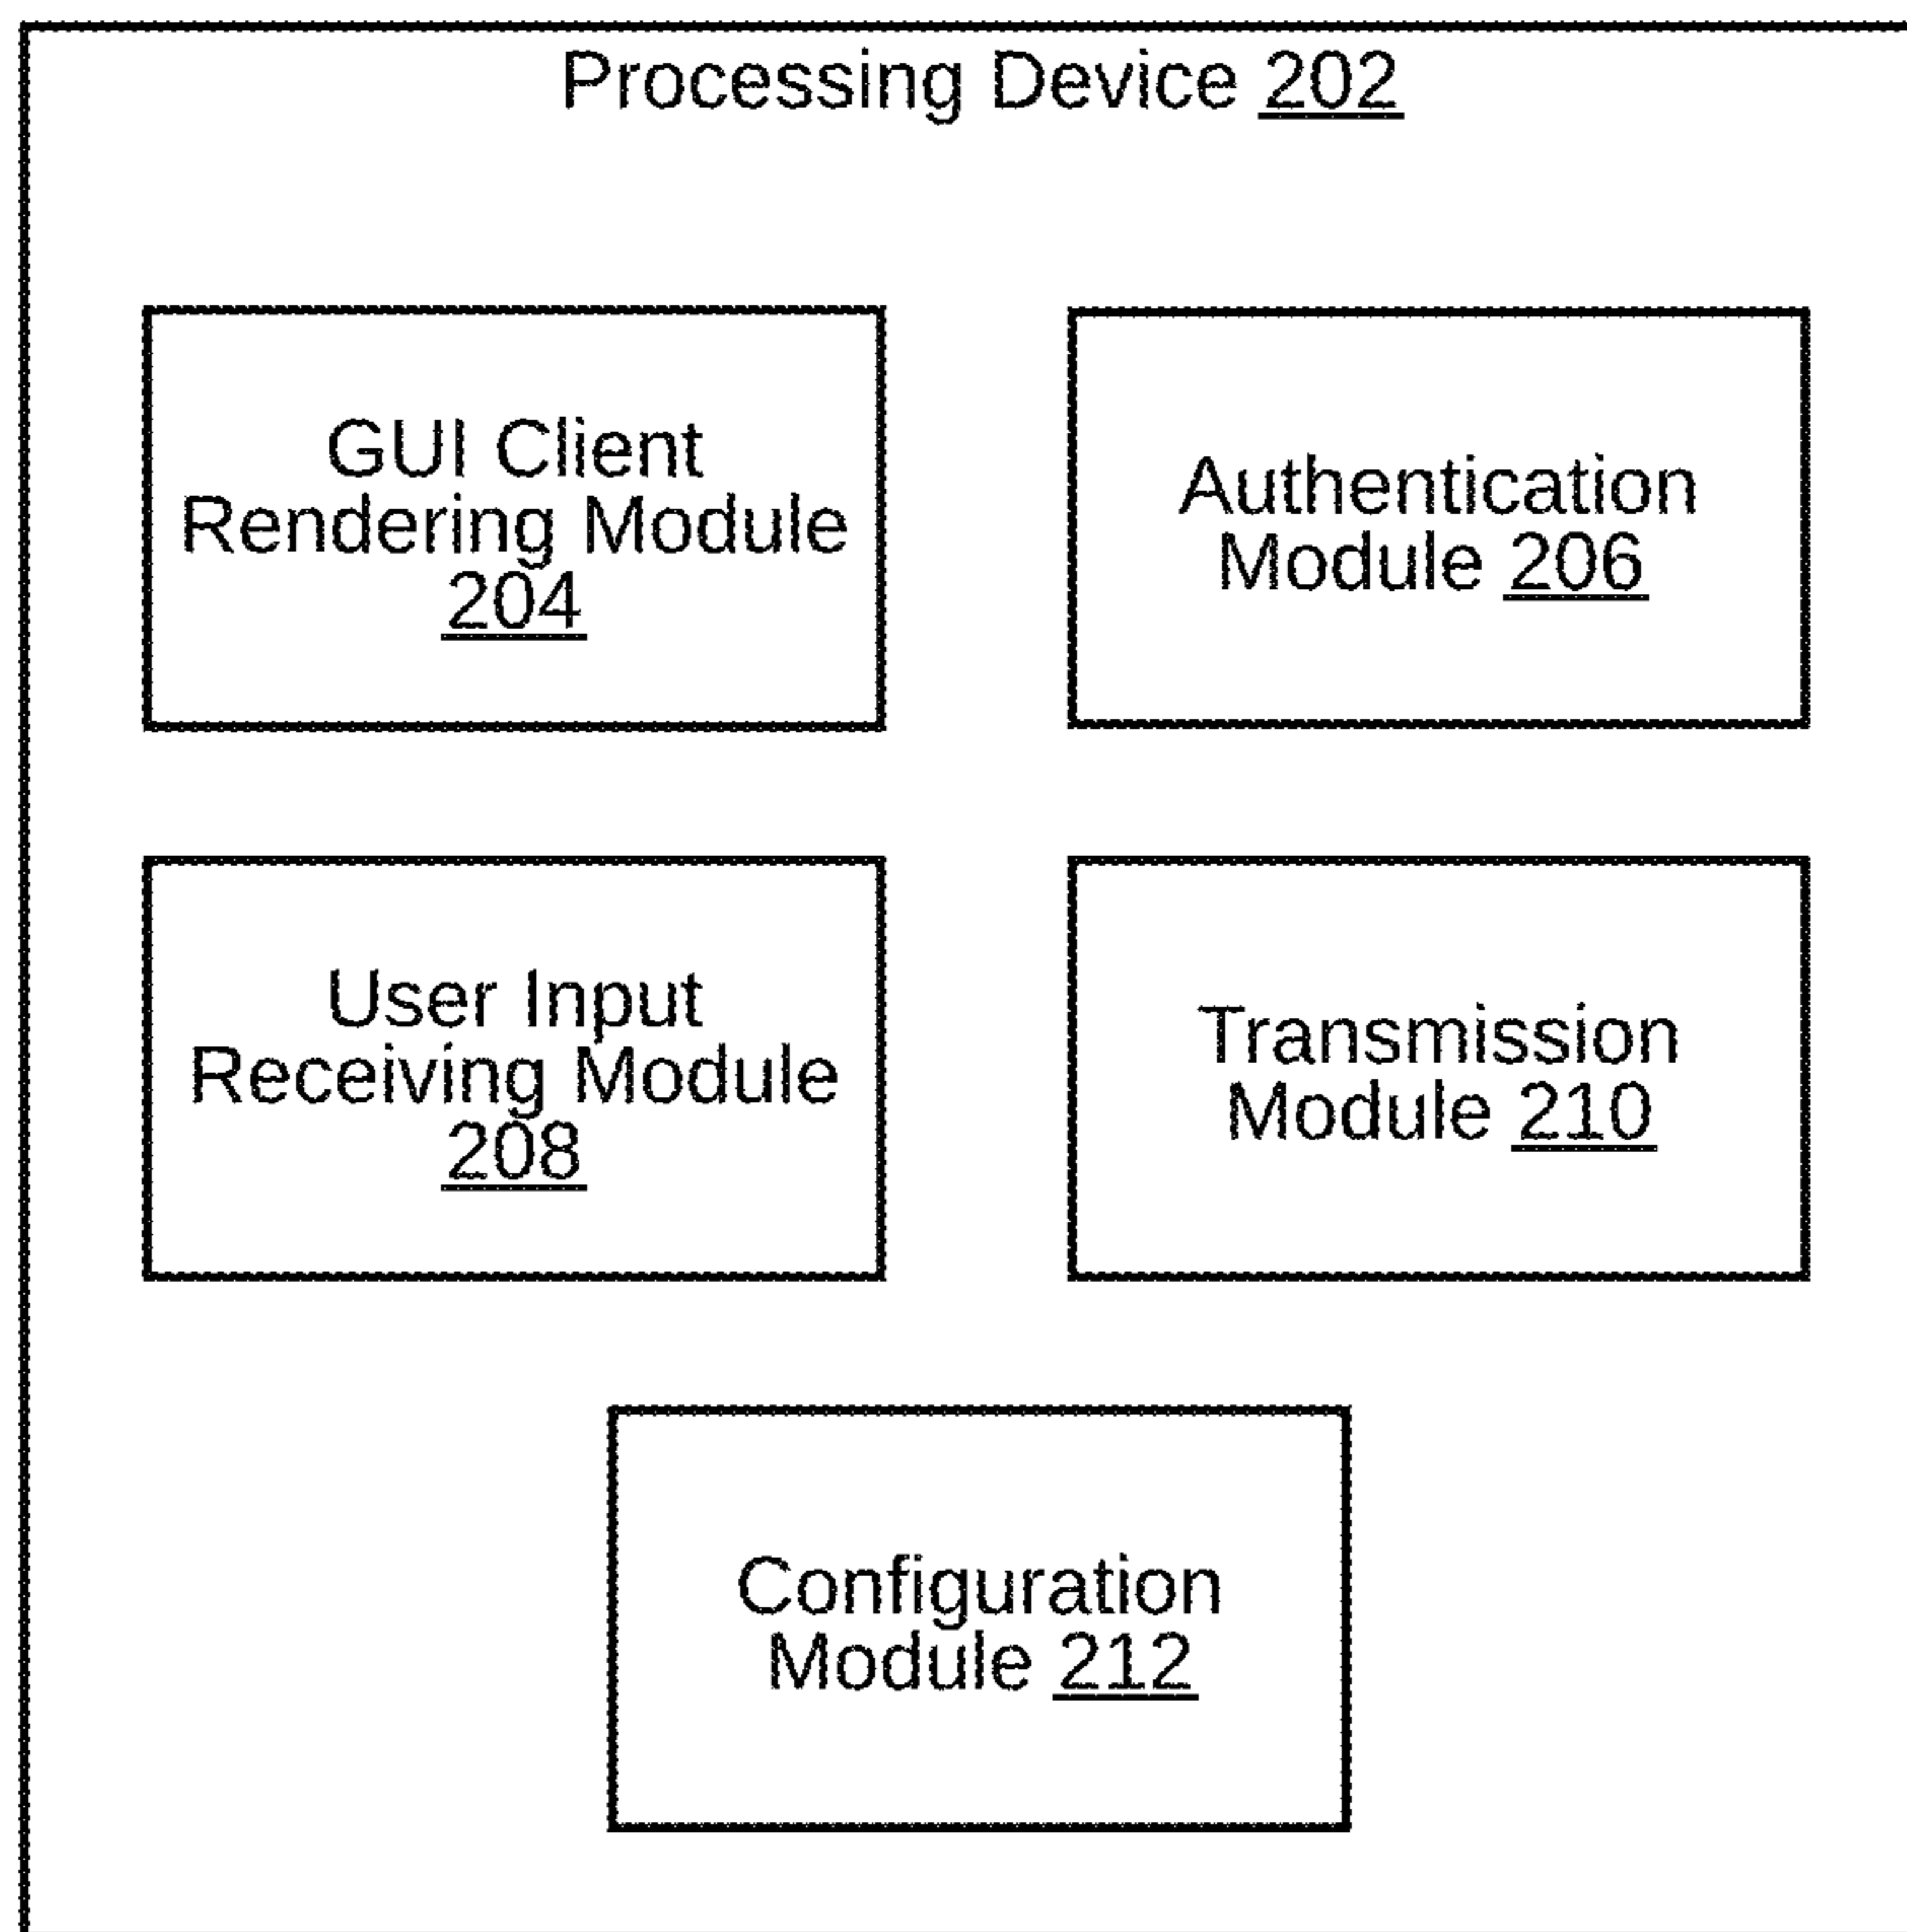 Processing Device 202
GUI Client
Rendering Module
204
Authentication
Module 206
User Input
Receiving Module
208
Transmission
Module 210
Configuration
Module 212